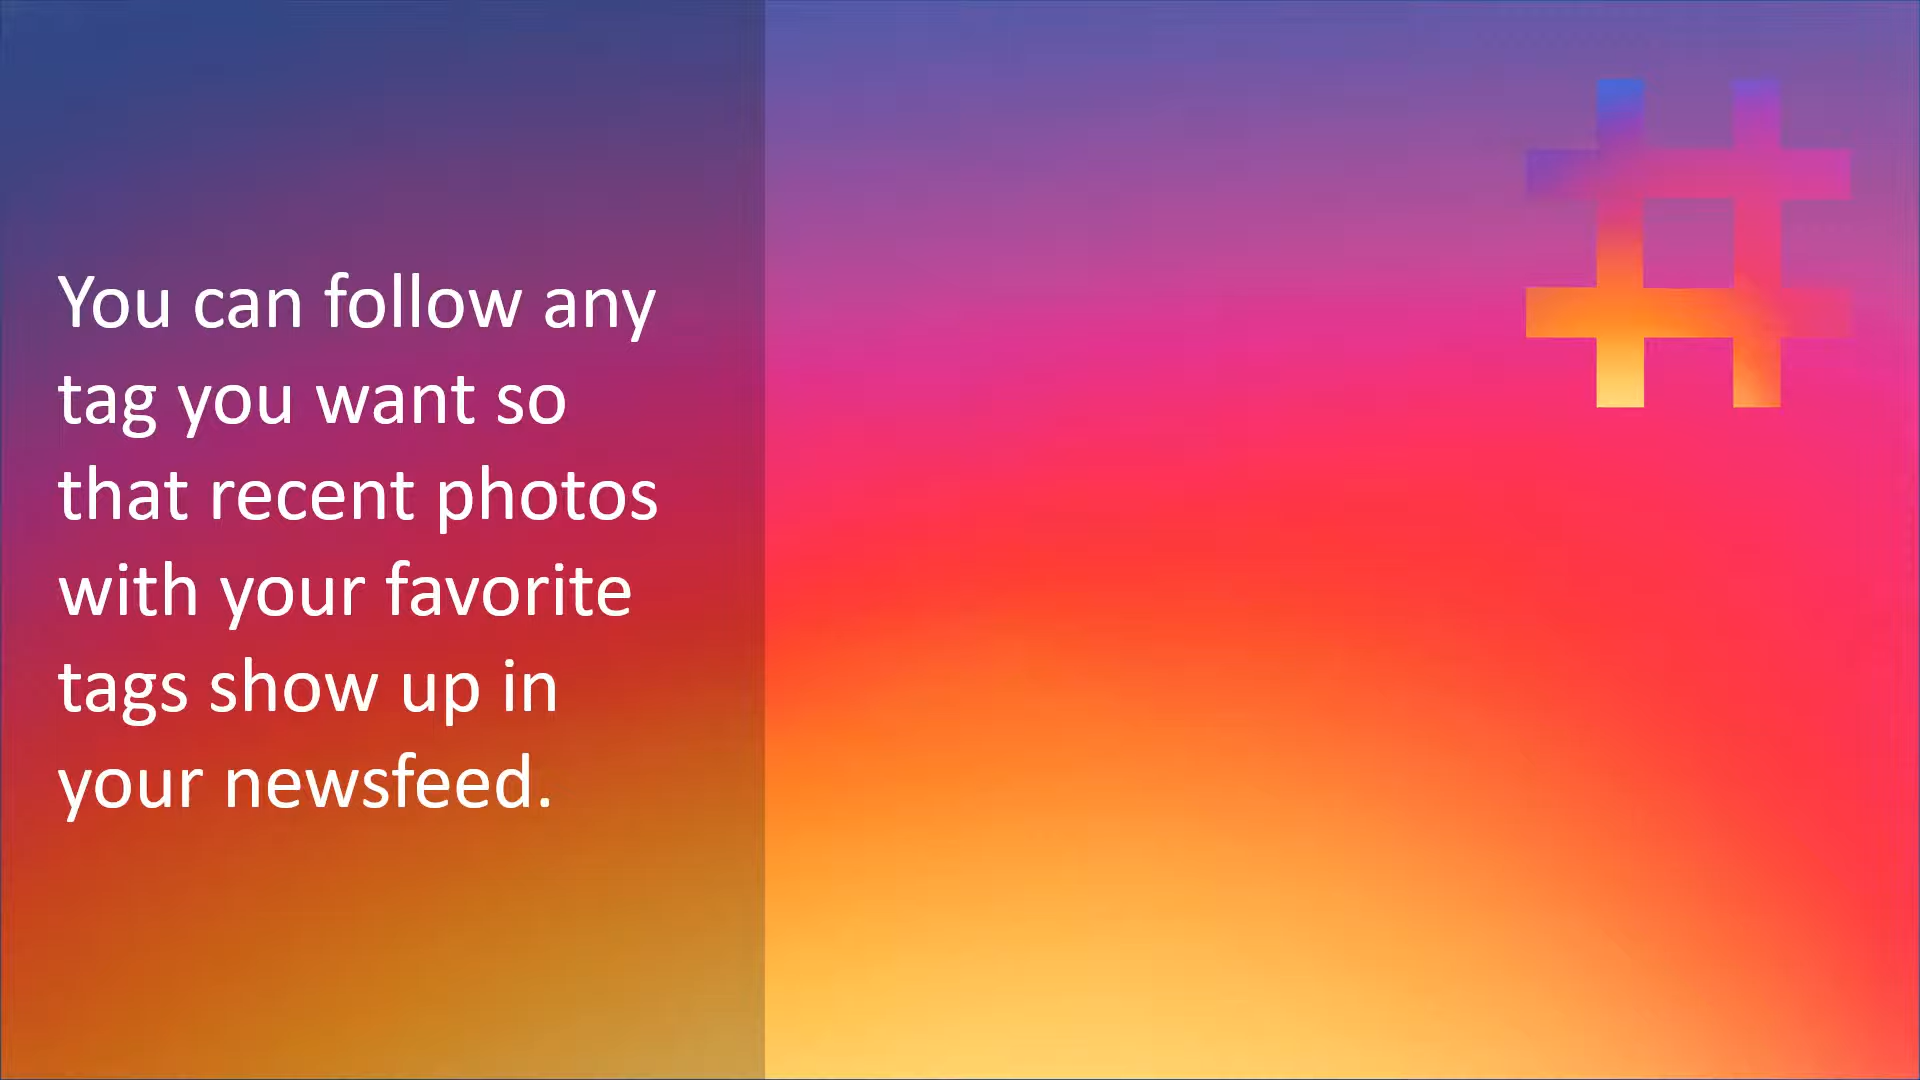 You can follow any
tag you want so
that recent photos
with your favorite
tags show up in
your newsfeed.
#